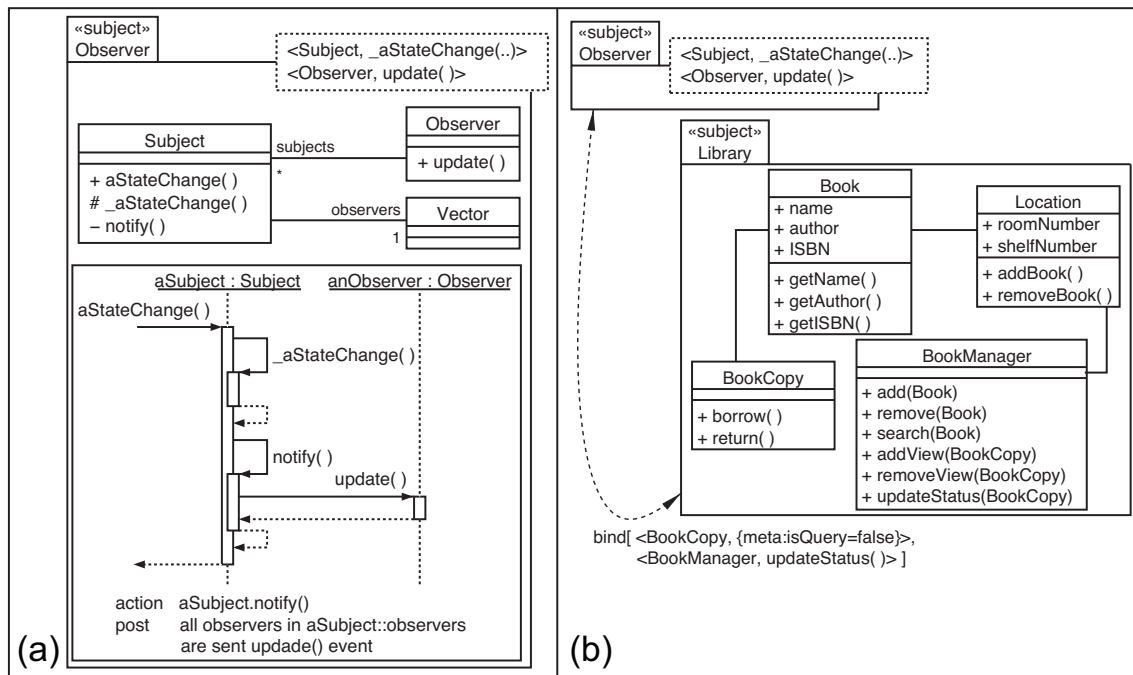 «subject»
Observer
<Subject, _aStateChange(..)>
<Observer, update( )>
Subject
+ aStateChange( )
# _aStateChange( )
– notify( )
subjects
*
Observer
+ update( )
observers
1
Vector
aSubject : Subject
anObserver : Observer
aStateChange( )
_aStateChange( )
notify( )
update( )
action aSubject.notify()
post all observers in aSubject::observers
are sent updade() event
(a)
«subject»
Observer
<Subject, _aStateChange(..)>
<Observer, update( )>
«subject»
Library
Book
+ name
+ author
+ ISBN
+ getName( )
+ getAuthor( )
+ getISBN( )
Location
+ roomNumber
+ shelfNumber
+ addBook( )
+ removeBook( )
BookCopy
+ borrow( )
+ return( )
BookManager
+ add(Book)
+ remove(Book)
+ search(Book)
+ addView(BookCopy)
+ removeView(BookCopy)
+ updateStatus(BookCopy)
bind[ <BookCopy, {meta:isQuery=false}>,
<BookManager, updateStatus( )> ]
(b)